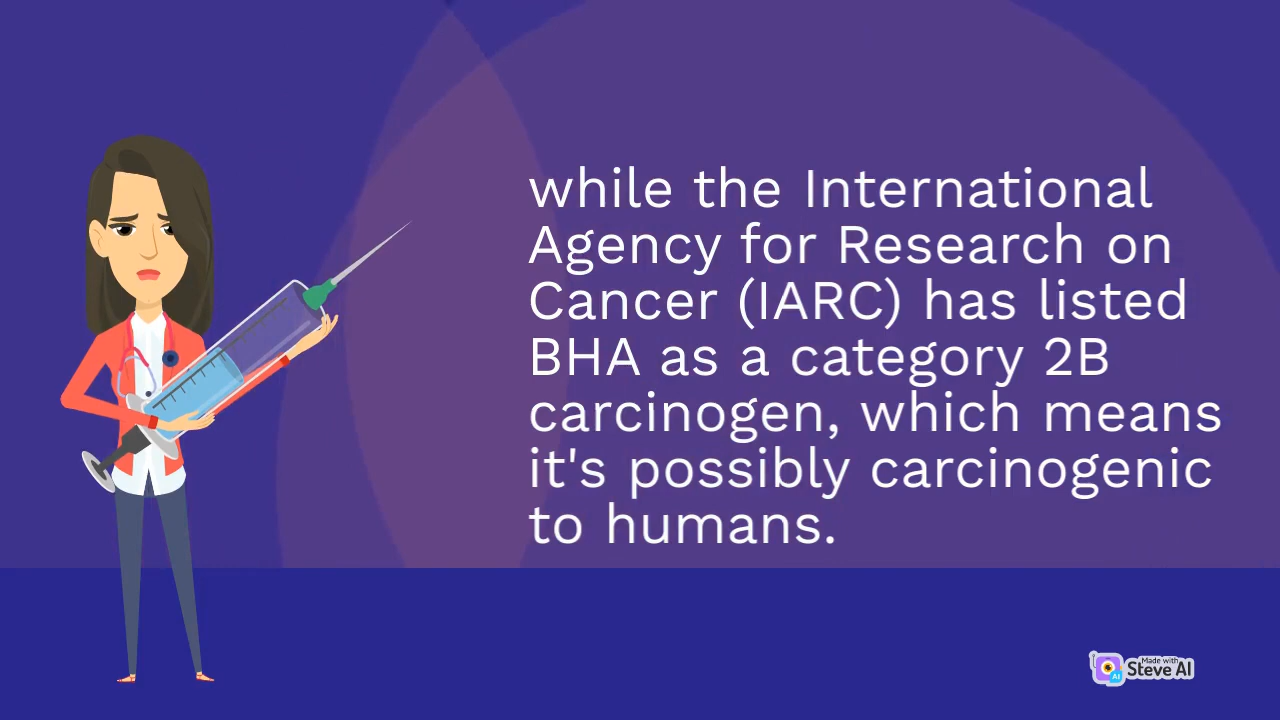 while the International
Agency for Research on
Cancer (IARC) has listed
BHA as a category 2B
carcinogen, which means
it's possibly carcinogenic
to humans.
Made with
Steve AI
AI